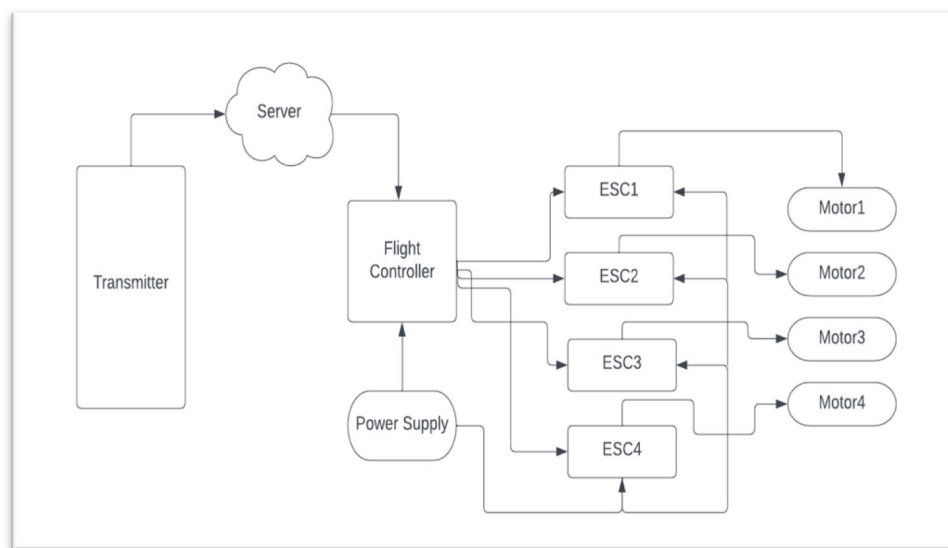 Server
Transmitter
Flight
Controller
Power Supply
ESC1
ESC2
ESC3
ESC4
Motor1
Motor2
Motor3
Motor4